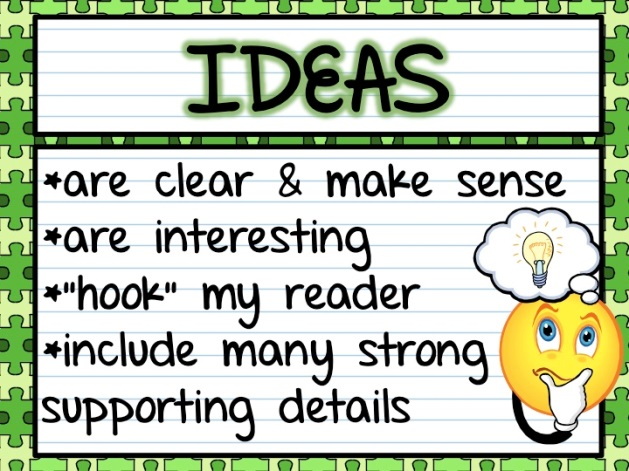 IDEAS
*are clear & make sense
*are interesting
*"hook" my reader
*include many strong
supporting details